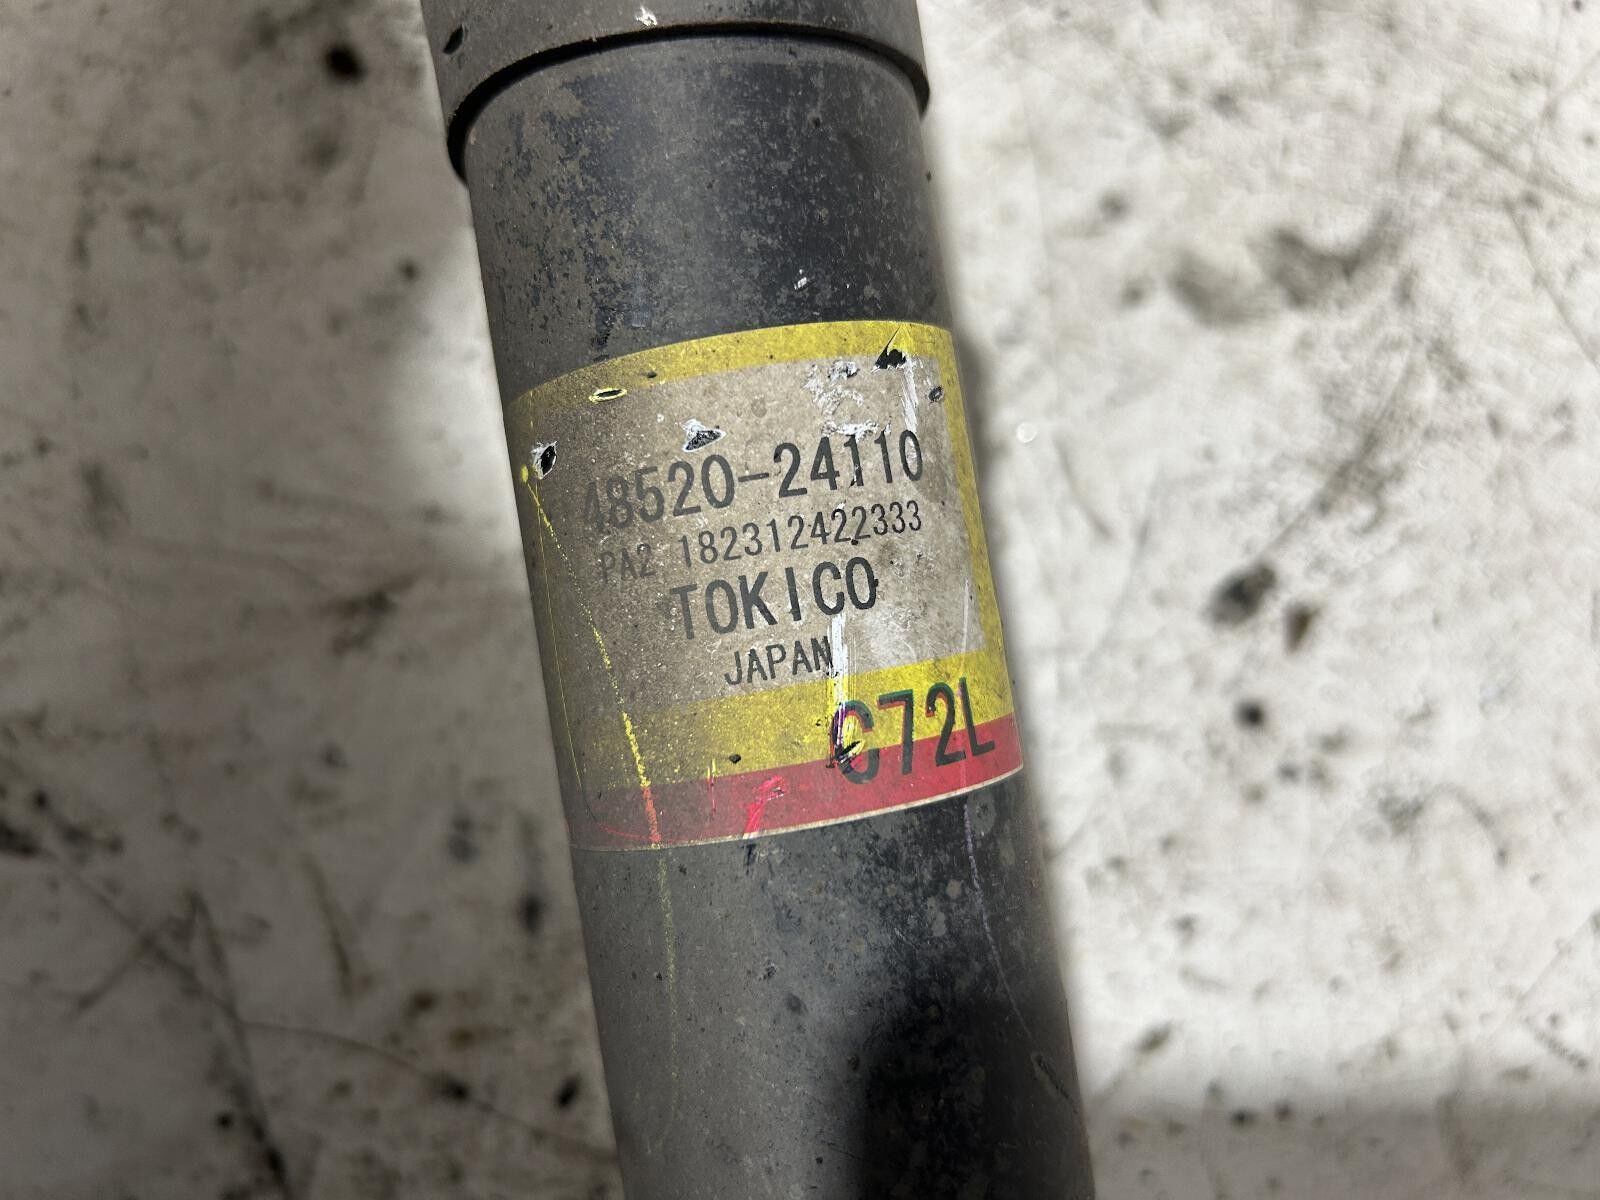 48520-24110
PA2 182312422333
TOKICO
JAPAN
C72L